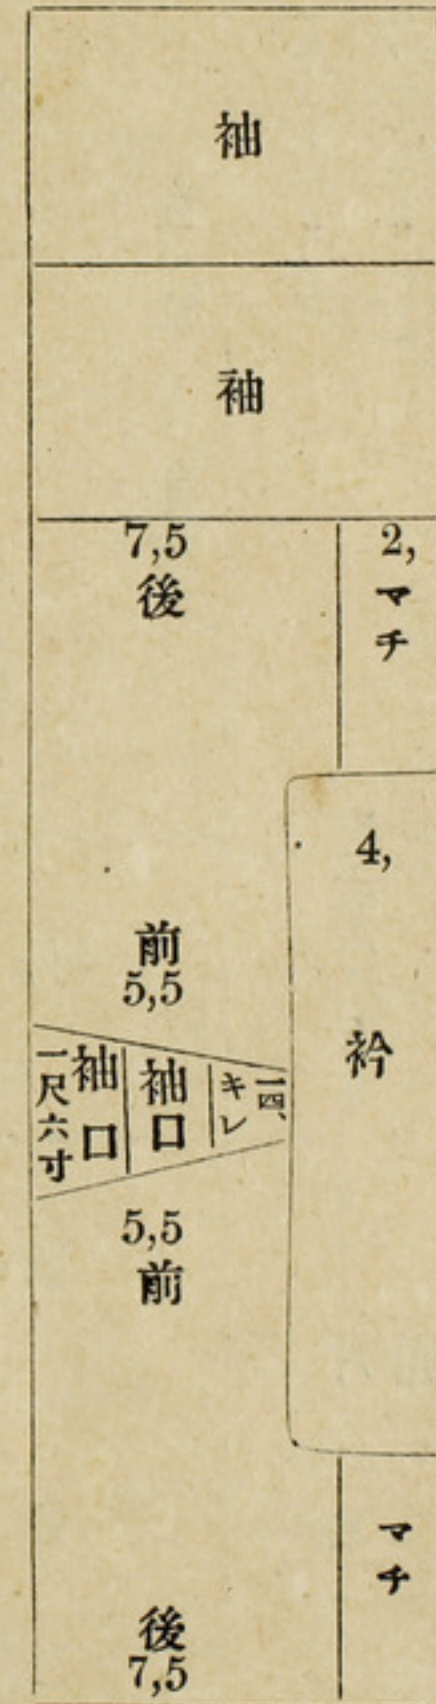 袖
袖
7,5
後
2,
マチ
4,
衿
前
5,5
一尺六寸
袖口
袖口
キレ
一四、
5,5
前
マチ
後
7,5